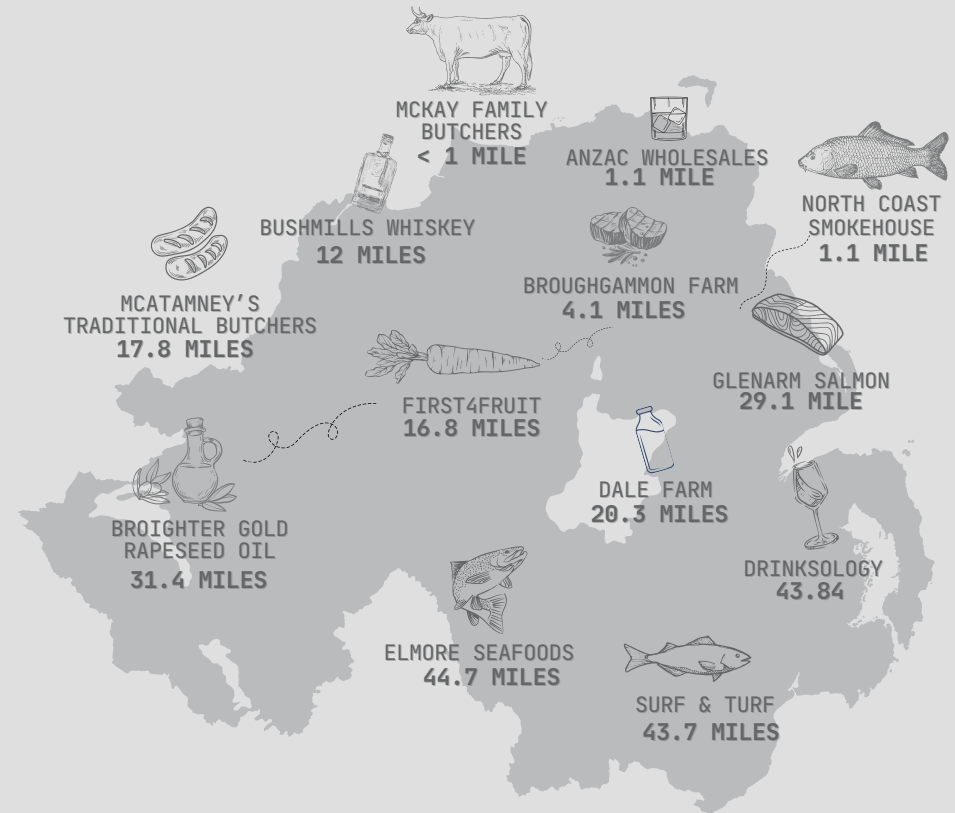 MCKAY FAMILY
BUTCHERS
< 1 MILE
ANZAC WHOLESALES
1.1 MILE
NORTH COAST
SMOKEHOUSE
1.1 MILE
BUSHMILLS WHISKEY
12 MILES
BROUGHGAMMON FARM
4.1 MILES
MCATAMNEY'S
TRADITIONAL BUTCHERS
17.8 MILES
GLENARM SALMON
29.1 MILE
FIRST4FRUIT
16.8 MILES
DALE FARM
20.3 MILES
BROIGHTER GOLD
RAPESEED OIL
31.4 MILES
DRINKSOLOGY
43.84
ELMORE SEAFOODS
44.7 MILES
SURF & TURF
43.7 MILES